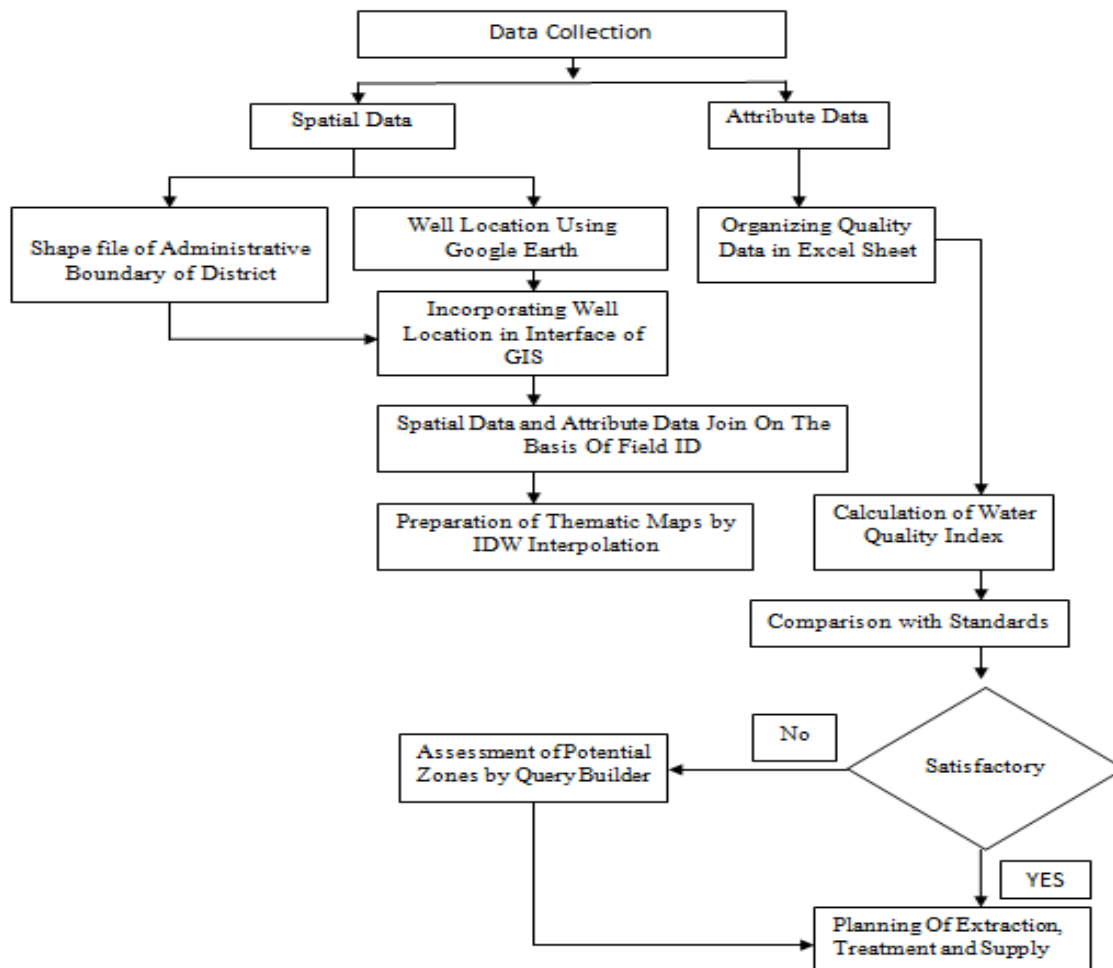 Data Collection
Spatial Data
Attribute Data
Shape file of Administrative
Boundary of District
Well Location Using
Google Earth
Organizing Quality
Data in Excel Sheet
Incorporating Well
Location in Interface of
GIS
Spatial Data and Attribute Data Join On The
Basis Of Field ID
Preparation of Thematic Maps by
IDW Interpolation
Calculation of Water
Quality Index
Comparison with Standards
No
Satisfactory
Assessment of Potential
Zones by Query Builder
YES
Planning Of Extraction,
Treatment and Supply